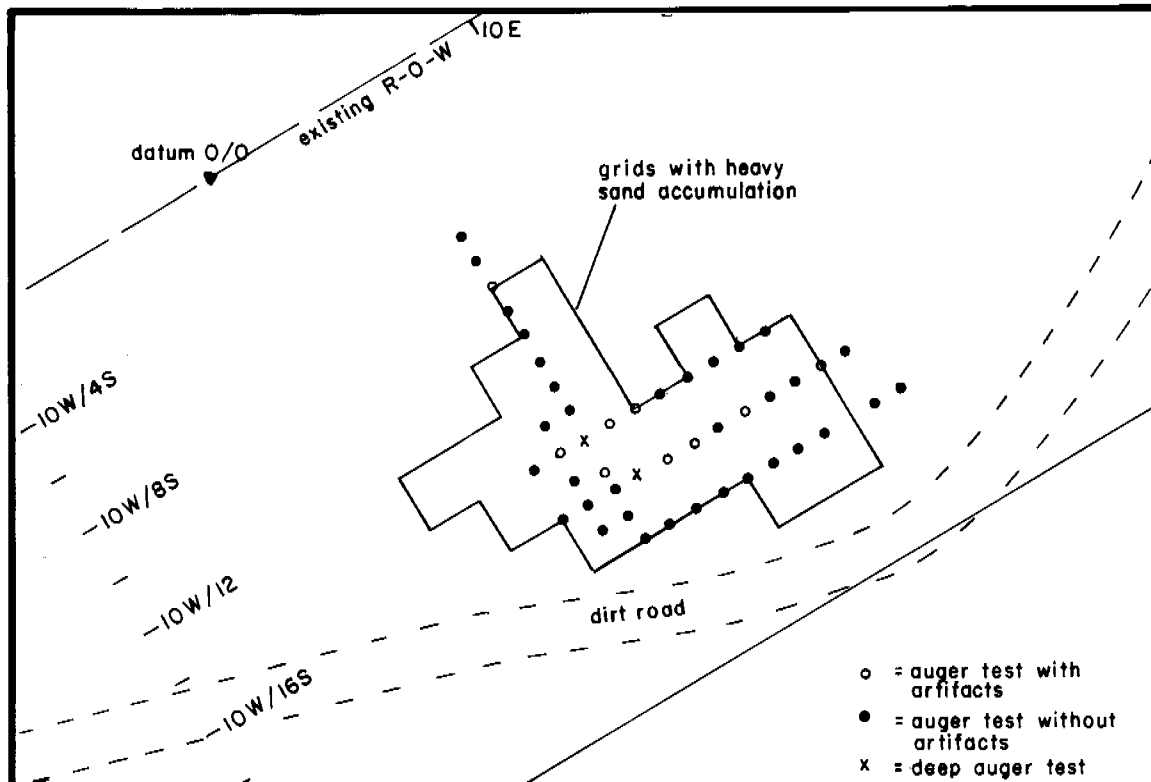 10E
existing R-O-W
datum 0/0
grids with heavy
sand accumulation
10W/4S
10W/8S
10W/12
10W/16S
dirt road
o = auger test with
artifacts
● = auger test without
artifacts
x = deep auger test